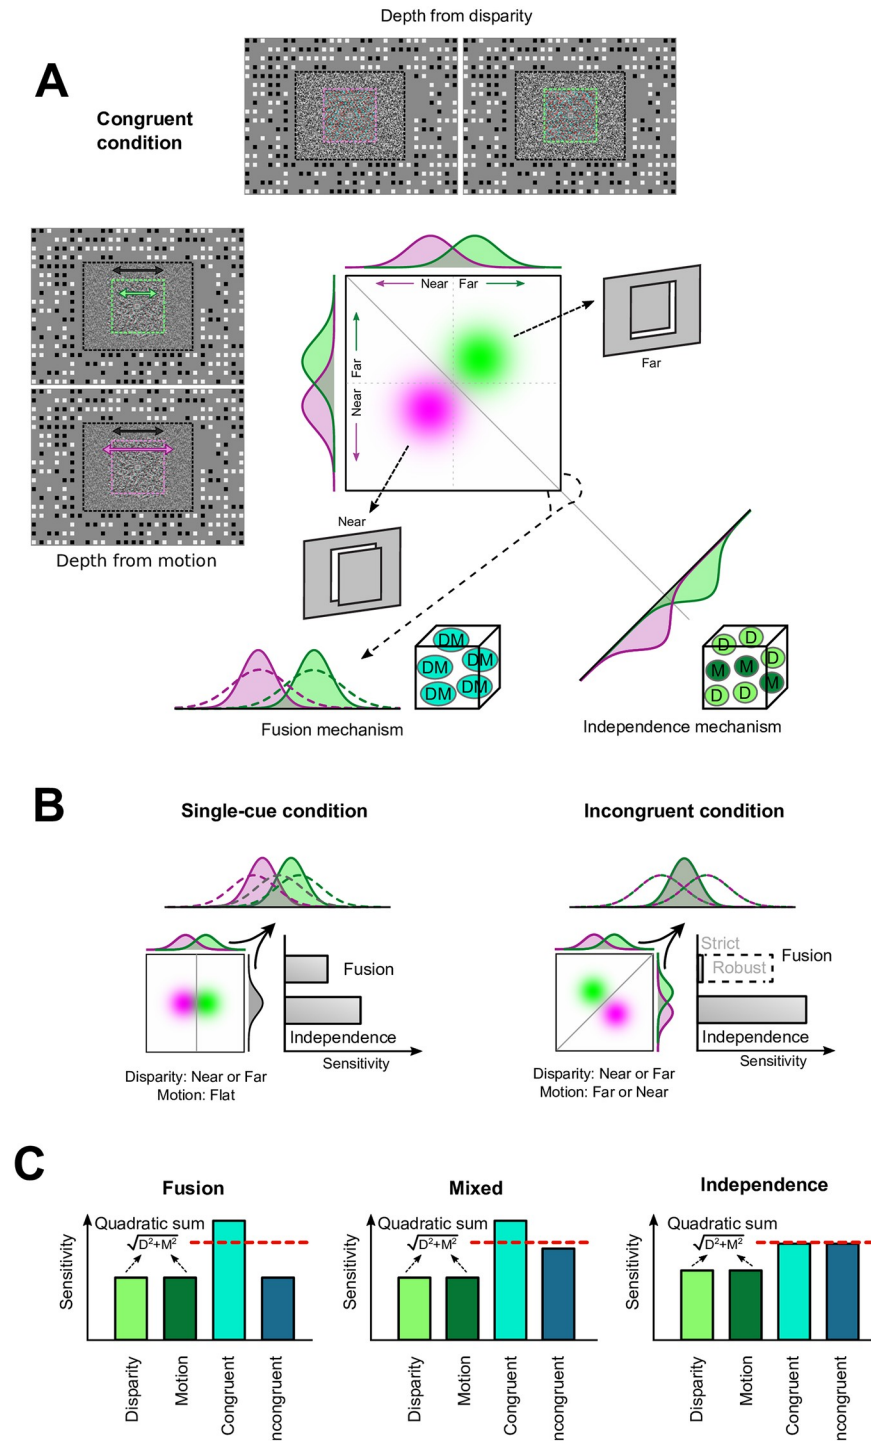 Depth from disparity
A
Congruent
condition
Near Far
Far
Near
Far
Near
Depth from motion
DM
DM
DM
DM
DM
Fusion mechanism
D
D
D
M
M
M
D
D
Independence mechanism
B
Single-cue condition
Incongruent condition
Fusion
Independence
Sensitivity
Disparity: Near or Far
Motion: Flat
Strict
Robust
Fusion
Independence
Sensitivity
Disparity: Near or Far
Motion: Far or Near
C
Fusion
Mixed
Independence
Sensitivity
Quadratic sum
√D²+M²
Disparity
Motion
Congruent
ncongruent
Sensitivity
Quadratic sum
√D²+M²
Disparity
Motion
Congruent
ncongruent
Sensitivity
Quadratic sum
√D²+M²
Disparity
Motion
Congruent
ncongruent